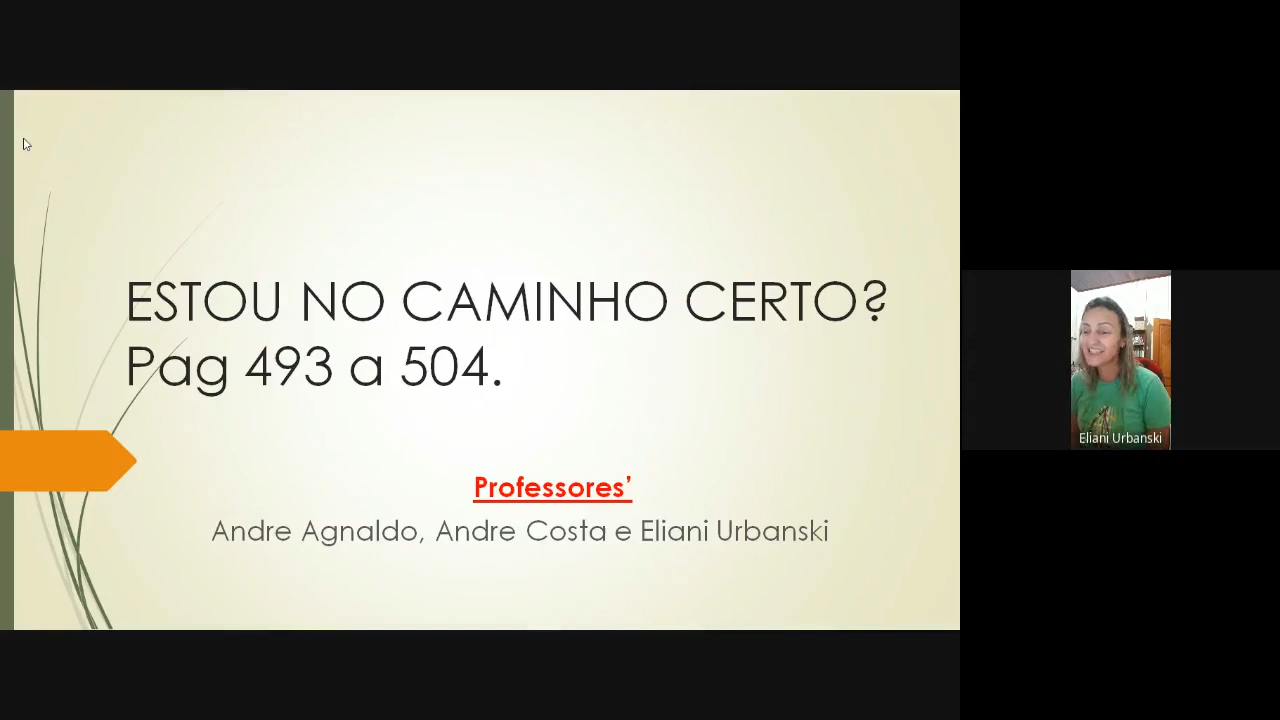 ESTOU NO CAMINHO CERTO?
Pag 493 a 504.
Professores’
Andre Agnaldo, Andre Costa e Eliani Urbanski
Eliani Urbanski